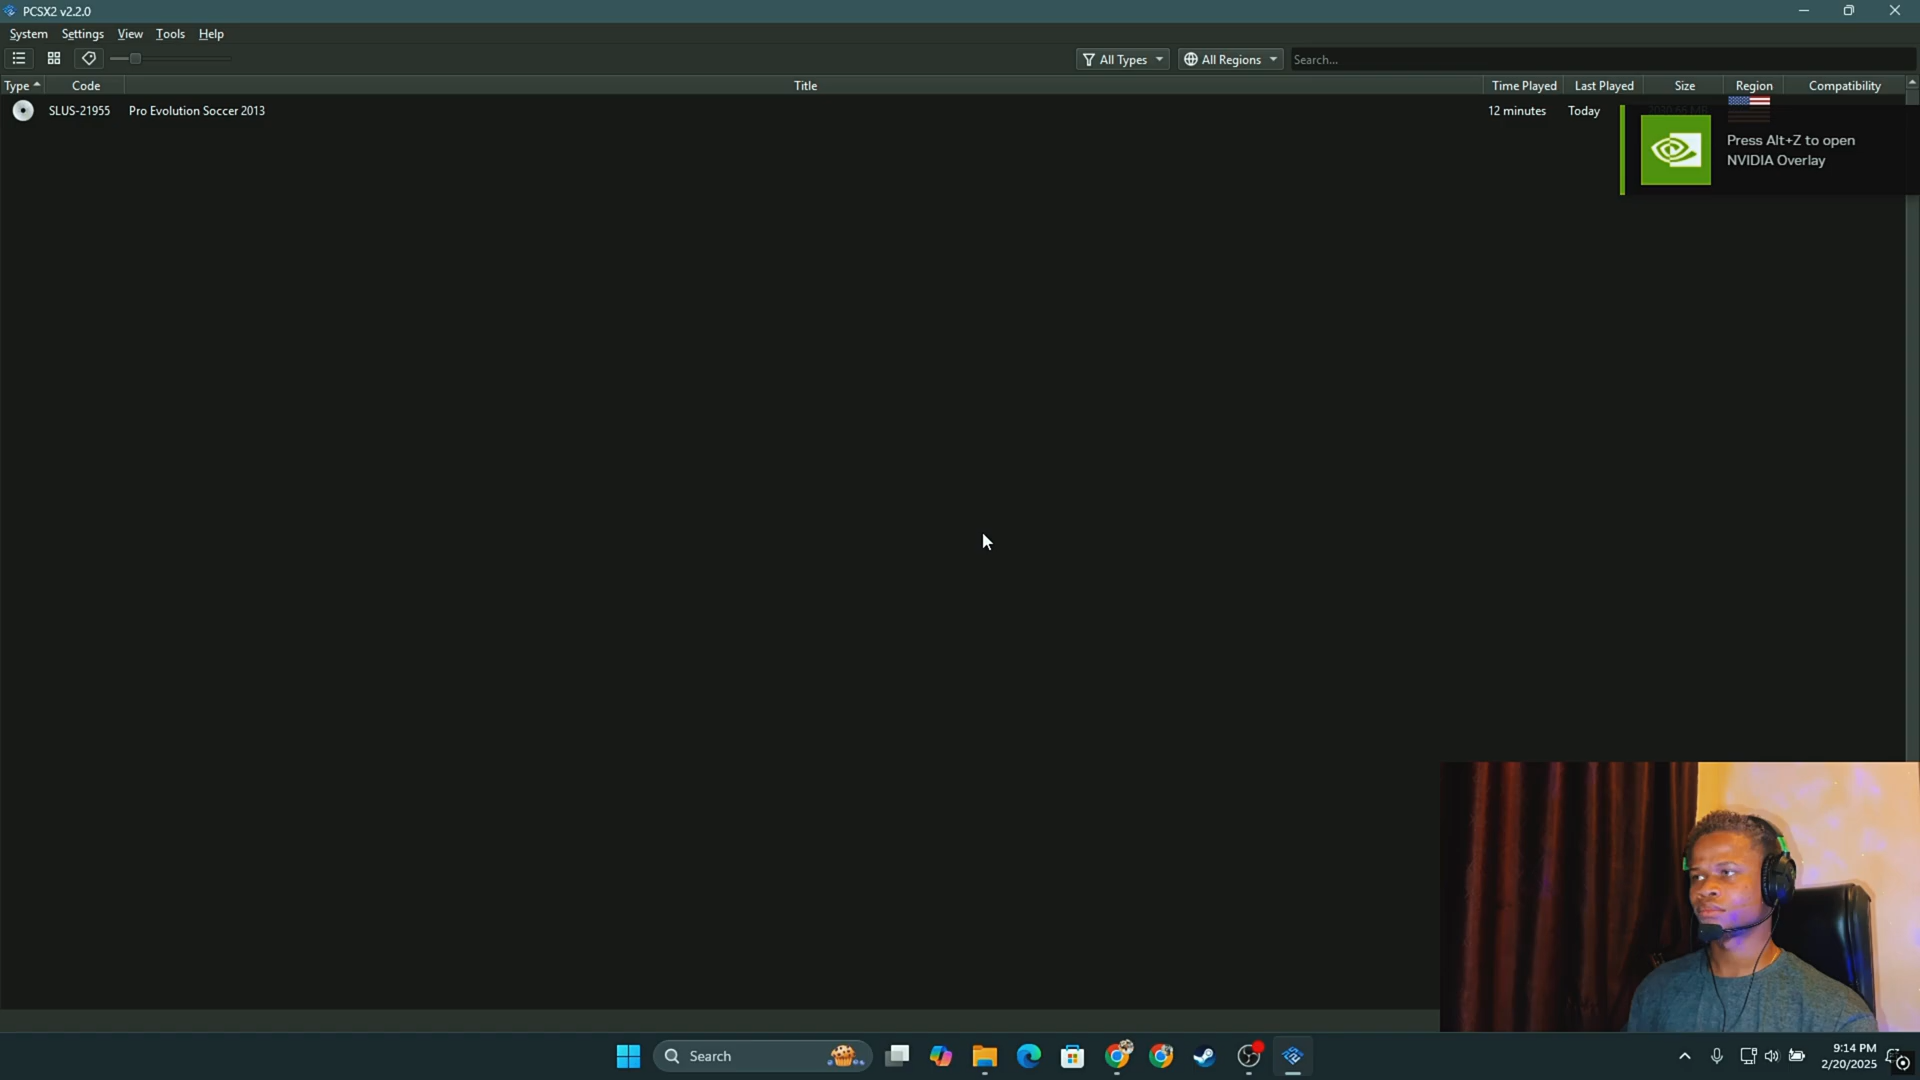 PCSX2 v2.2.0
System Settings View Tools Help
All Types All Regions Search...
Type Code Title Time Played Last Played Size Region Compatibility
SLUS-21955 Pro Evolution Soccer 2013 12 minutes Today
Press Alt+Z to open
NVIDIA Overlay
Search
9:14 PM
2/20/2025